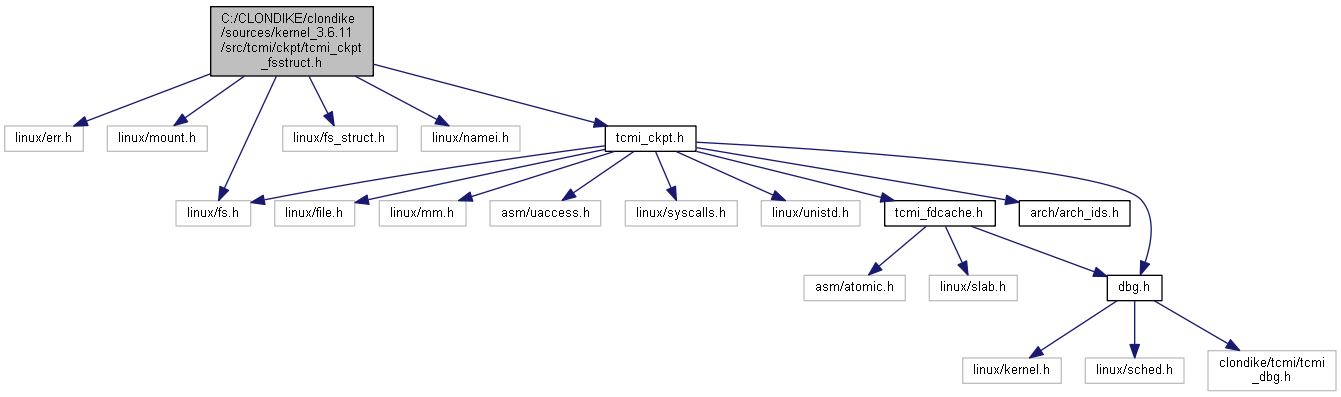 C:/CLONDIKE/clondike
/sources/kernel_3.6.11
/src/tcmi/ckpt/tcmi_ckpt
_fsstruct.h
linux/err.h
linux/mount.h
linux/fs_struct.h
linux/namei.h
tcmi_ckpt.h
linux/fs.h
linux/file.h
linux/mm.h
asm/uaccess.h
linux/syscalls.h
linux/unistd.h
tcmi_fdcache.h
arch/arch_ids.h
asm/atomic.h
linux/slab.h
dbg.h
linux/kernel.h
linux/sched.h
clondike/tcmi/tcmi
_dbg.h